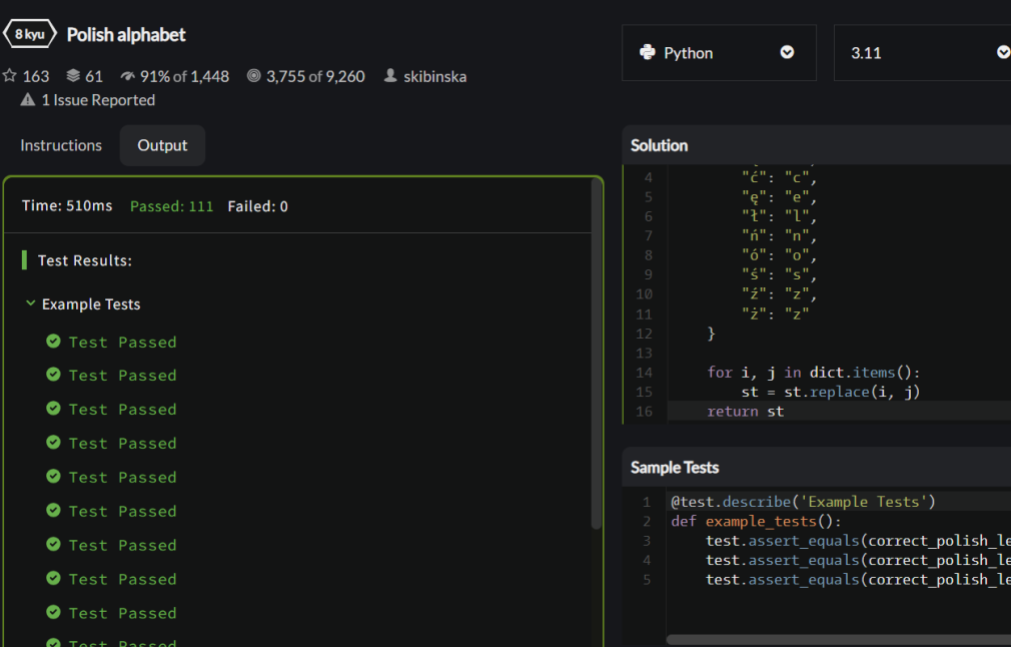 8 kyu Polish alphabet
163 61 91% of 1,448 3,755 of 9,260 skibinska
1 Issue Reported
Instructions Output
Time: 510ms Passed: 111 Failed: 0
Test Results:
Example Tests
Test Passed
Test Passed
Test Passed
Test Passed
Test Passed
Test Passed
Test Passed
Test Passed
Test Passed
Test Passed
Python 3.11
Solution
4 "ć": "c",
5 "ę": "e",
6 "ł": "l",
7 "ń": "n",
8 "ó": "o",
9 "ś": "s",
10 "ź": "z",
11 "ż": "z"
12 }
13
14 for i, j in dict.items():
15 st = st.replace(i, j)
16 return st
Sample Tests
1 @test.describe('Example Tests')
2 def example_tests():
3 test.assert_equals(correct_polish_le
4 test.assert_equals(correct_polish_le
5 test.assert_equals(correct_polish_le